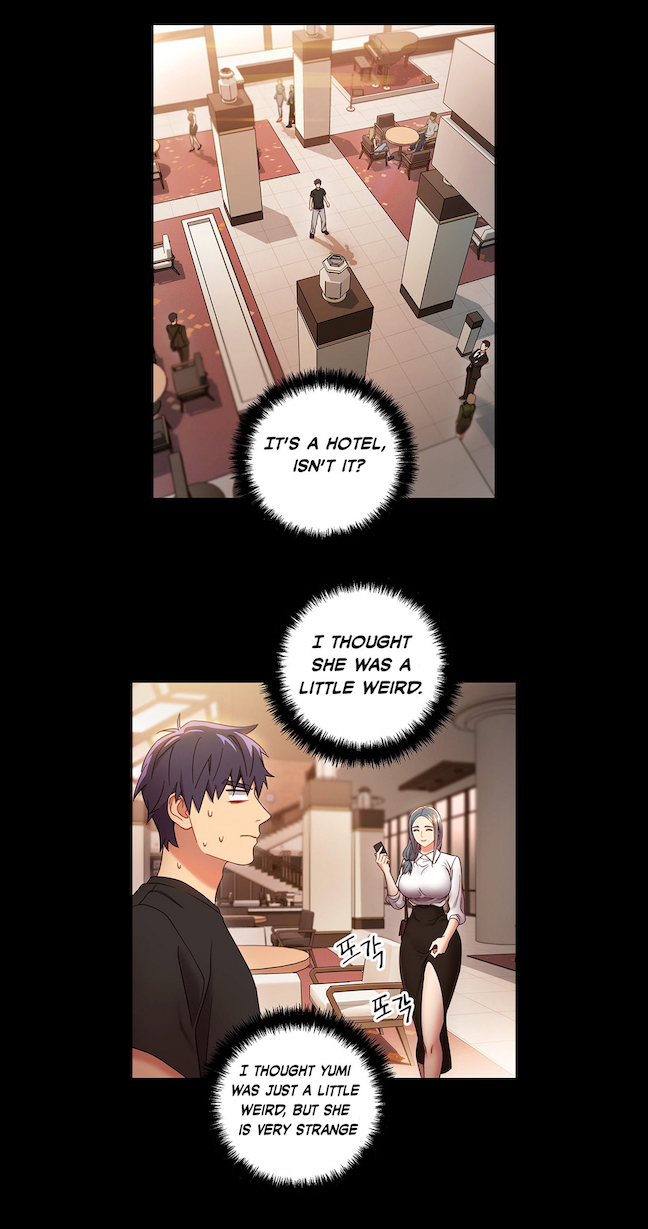 IT'S A HOTEL,
ISN'T IT?
I THOUGHT
SHE WAS A
LITTLE WEIRD.
또각
또각
I THOUGHT YUMI
WAS JUST A LITTLE
WEIRD, BUT SHE
IS VERY STRANGE